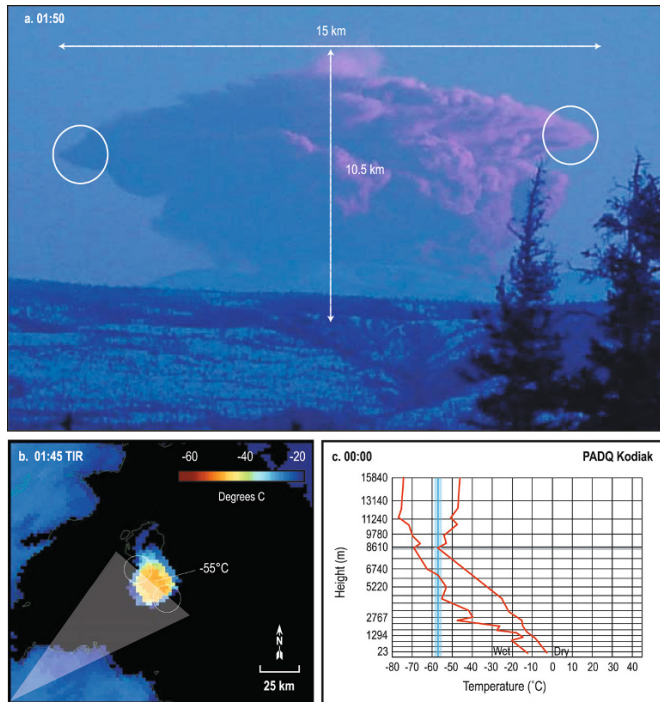 a. 01:50
15 km
10.5 km
b. 01:45 TIR
-60 -40 -20
Degrees C
-55°C
N
25 km
c. 00:00 PADQ Kodiak
Height (m)
15840
13140
11240
9780
8610
6740
5220
2767
1294
23
Wet Dry
-80 -70 -60 -50 -40 -30 -20 -10 0 10 20 30 40
Temperature (°C)